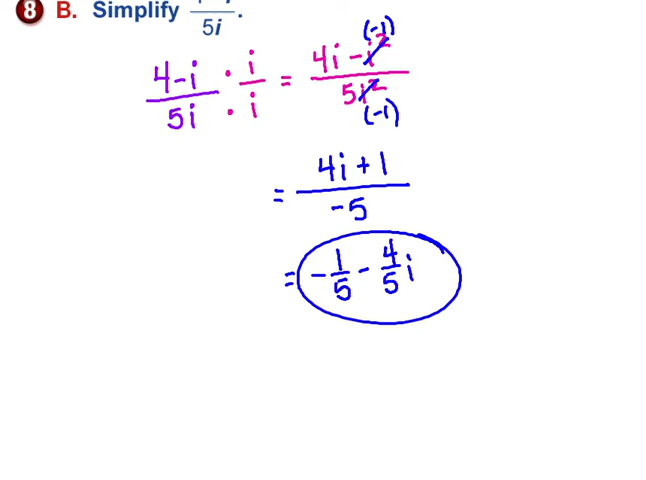 8 B. Simplify 5i.
4-i/5i · i/i = 4i - i² (-1)/5i² (-1)
= 4i + 1/-5
= - 1/5 - 4/5 i